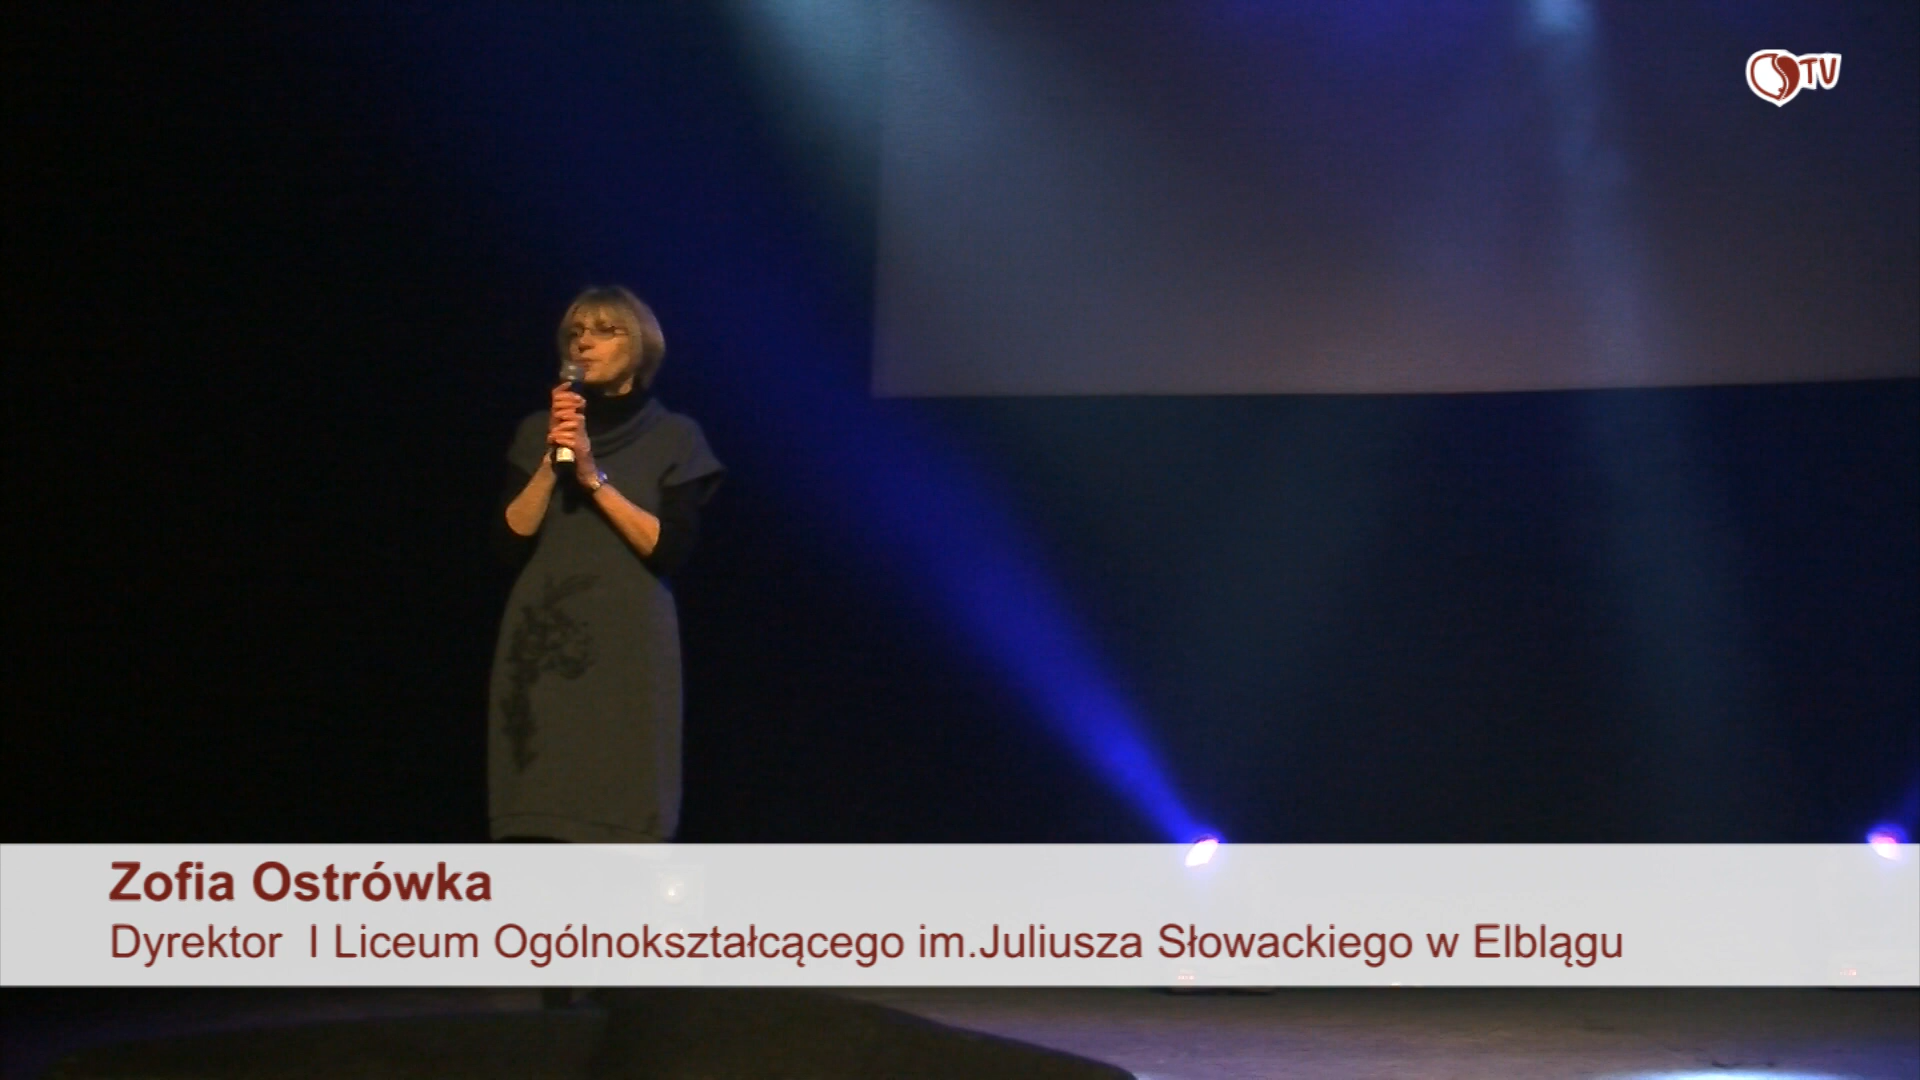 TV
Zofia Ostrówka
Dyrektor I Liceum Ogólnokształcącego im.Juliusza Słowackiego w Elblągu